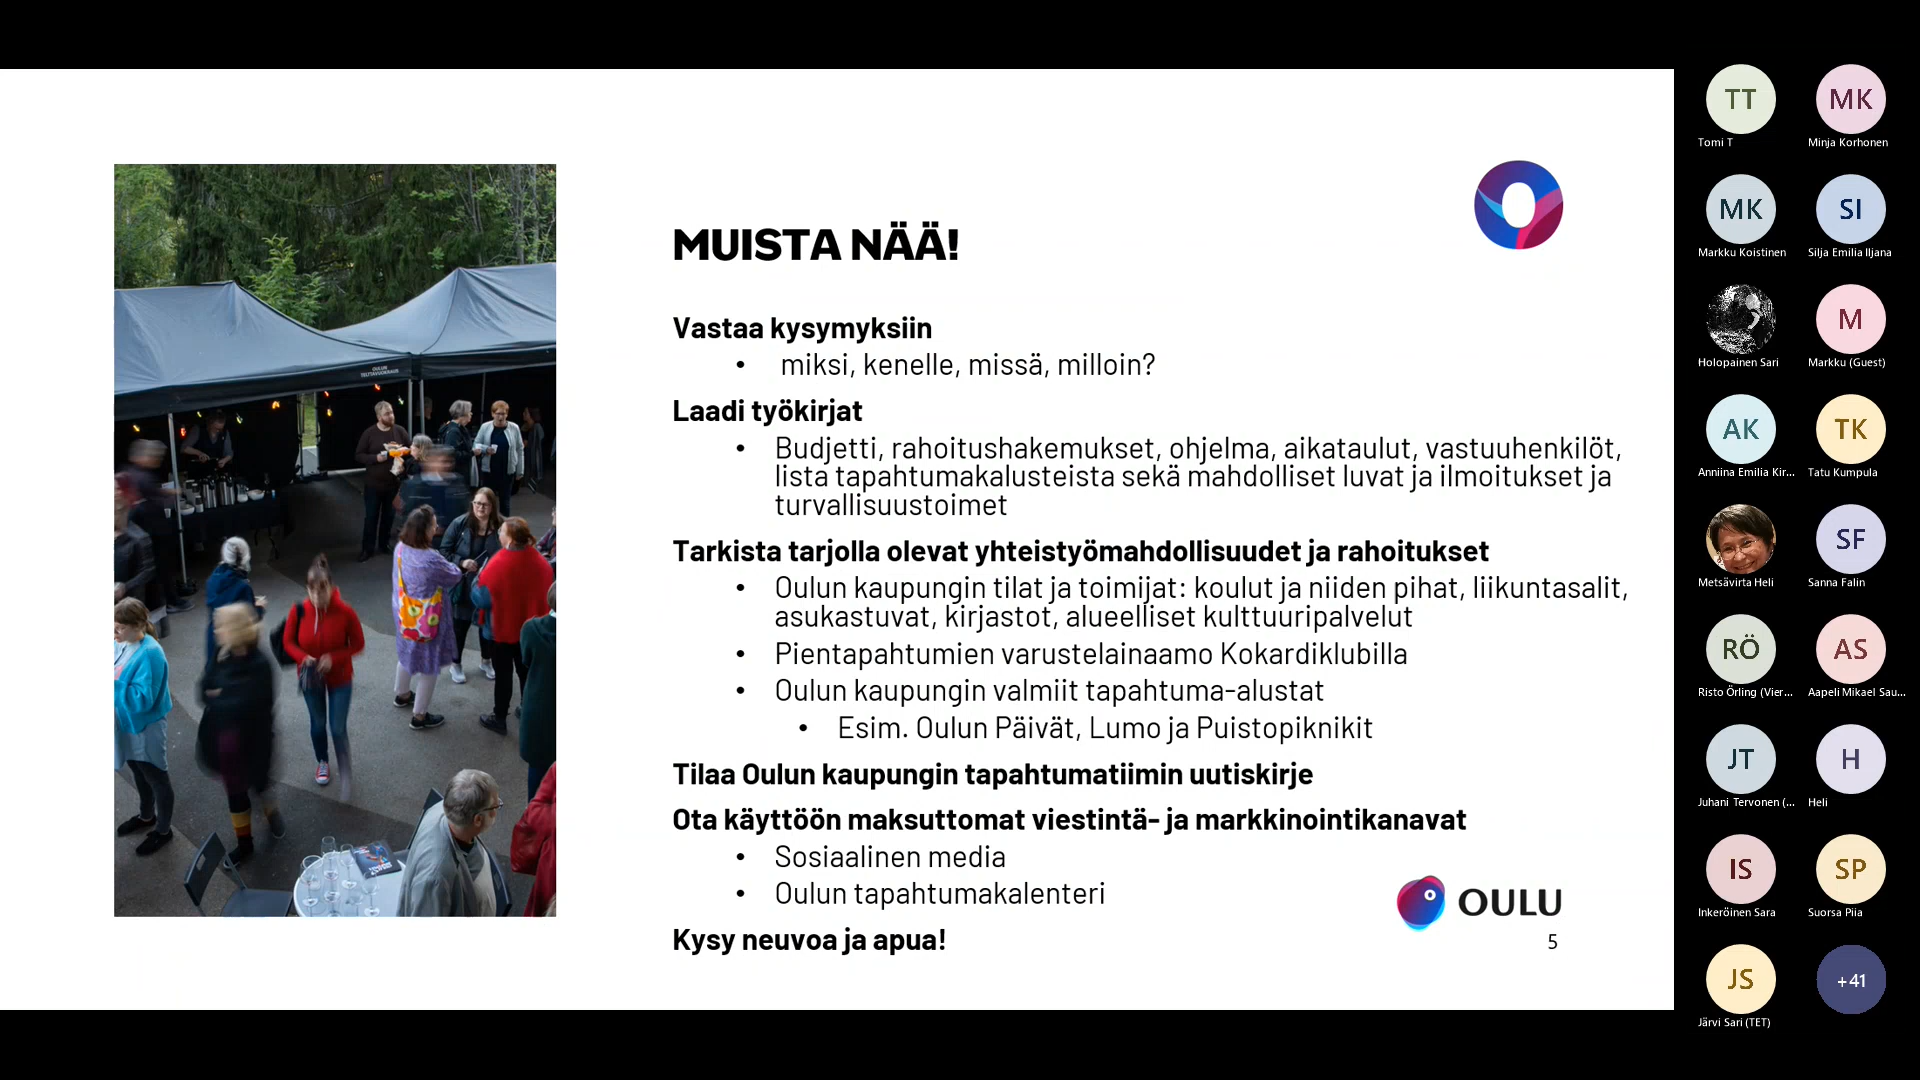 MUISTA NÄÄ!
Vastaa kysymyksiin
• miksi, kenelle, missä, milloin?
Laadi työkirjat
• Budjetti, rahoitushakemukset, ohjelma, aikataulut, vastuuhenkilöt,
lista tapahtumakalusteista sekä mahdolliset luvat ja ilmoitukset ja
turvallisuustoimet
Tarkista tarjolla olevat yhteistyömahdollisuudet ja rahoitukset
• Oulun kaupungin tilat ja toimijat: koulut ja niiden pihat, liikuntasalit,
asukastuvat, kirjastot, alueelliset kulttuuripalvelut
• Pientapahtumien varustelainaamo Kokardiklubilla
• Oulun kaupungin valmiit tapahtuma-alustat
• Esim. Oulun Päivät, Lumo ja Puistopiknikit
Tilaa Oulun kaupungin tapahtumatiimin uutiskirje
Ota käyttöön maksuttomat viestintä- ja markkinointikanavat
• Sosiaalinen media
• Oulun tapahtumakalenteri
Kysy neuvoa ja apua!
OULU
5
OULUN
TELTTAVUOKRAUS
TT MK
Tomi T Minja Korhonen
MK SI
Markku Koistinen Silja Emilia Iljana
M
Holopainen Sari Markku (Guest)
AK TK
Anniina Emilia Kir... Tatu Kumpula
SF
Metsävirta Heli Sanna Falin
RÖ AS
Risto Örling (Vier... Aapeli Mikael Sau...
JT H
Juhani Tervonen (... Heli
IS SP
Inkeröinen Sara Suorsa Piia
JS +41
Järvi Sari (TET)